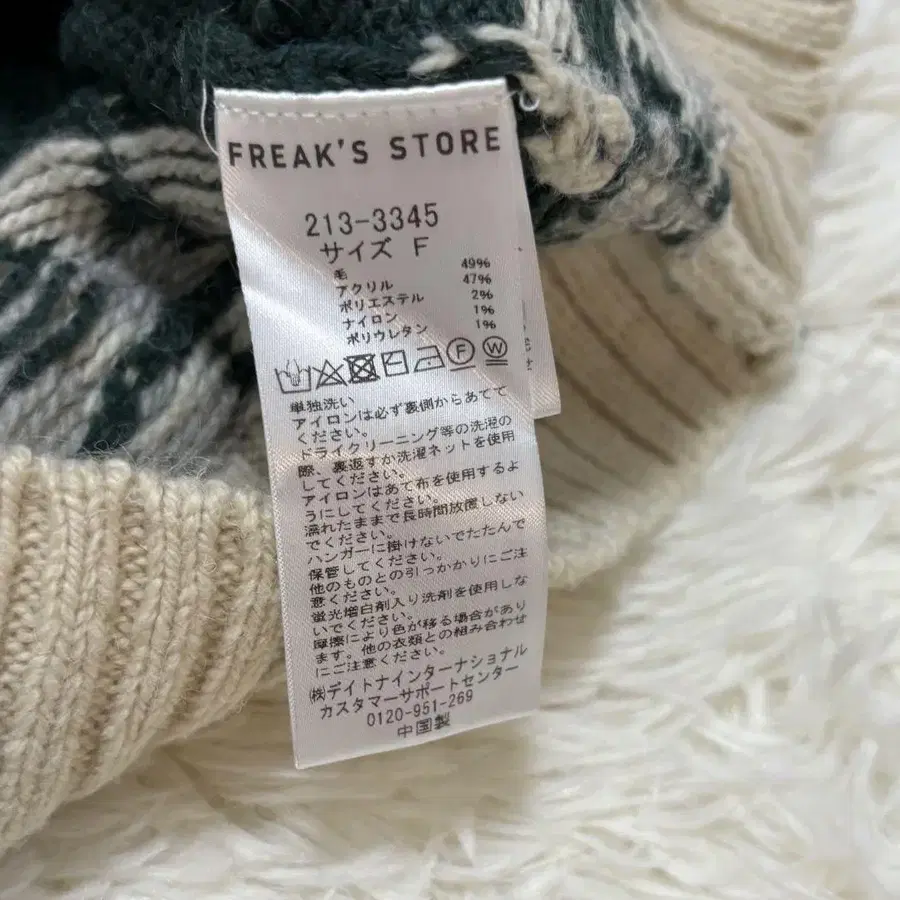 FREAK'S STORE
213-3345
サイズ F
毛 49%
アクリル 47%
ポリエステル 2%
ナイロン 1%
ポリウレタン 1%
F W
単独洗い
アイロンは必ず裏側からあてて
ください。
ドライクリーニング等の洗濯の
際、裏返すか洗濯ネットを使用
してください。
アイロンはあて布を使用するよ
うにしてください。
濡れたままで長時間放置しない
でください。
ハンガーに掛けないでたたんで
保管してください。
他のものとの引っかかりにご注
意ください。
蛍光増白剤入り洗剤を使用しな
いでください。
摩擦により色が移る場合があり
ます。他の衣類との組み合わせ
にご注意ください。
㈱デイトナインターナショナル
カスタマーサポートセンター
0120-951-269
中国製